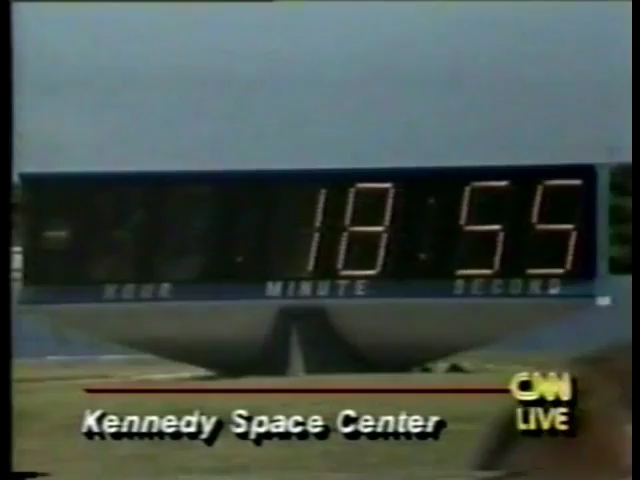 - 18:55
HOUR MINUTE SECOND
Kennedy Space Center
CNN
LIVE